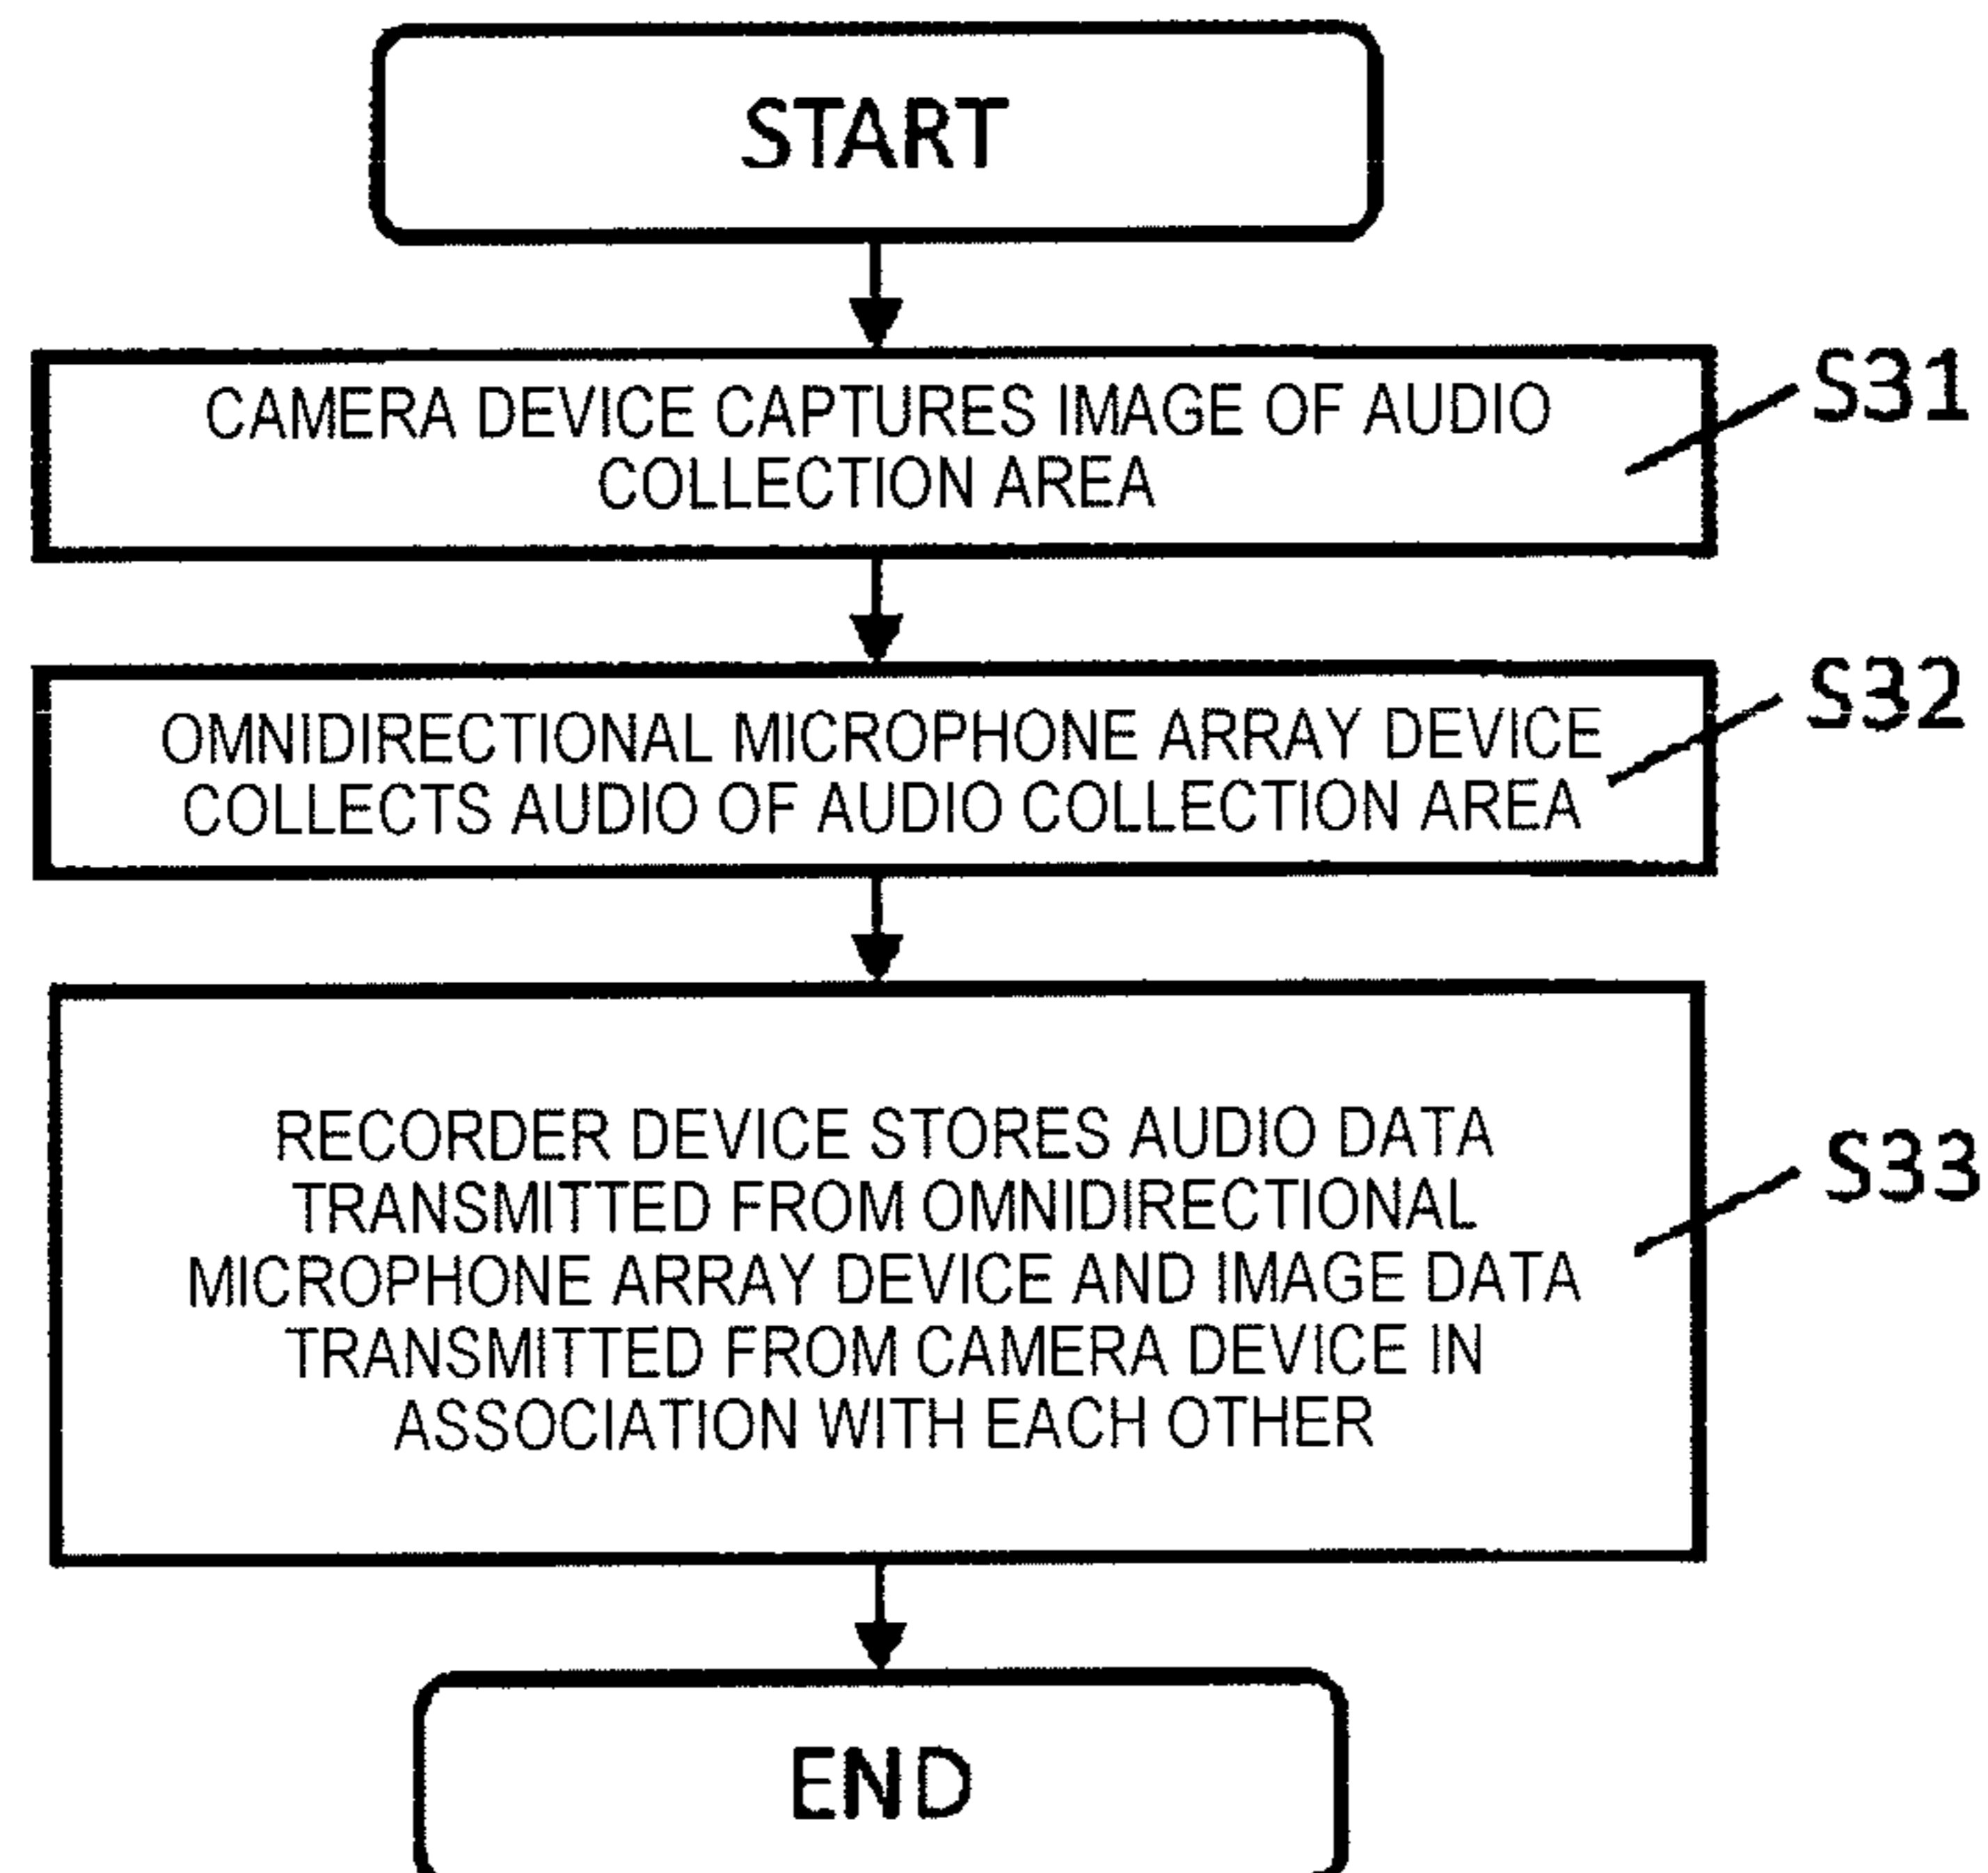 START
CAMERA DEVICE CAPTURES IMAGE OF AUDIO
COLLECTION AREA
S31
OMNIDIRECTIONAL MICROPHONE ARRAY DEVICE
COLLECTS AUDIO OF AUDIO COLLECTION AREA
S32
RECORDER DEVICE STORES AUDIO DATA
TRANSMITTED FROM OMNIDIRECTIONAL
MICROPHONE ARRAY DEVICE AND IMAGE DATA
TRANSMITTED FROM CAMERA DEVICE IN
ASSOCIATION WITH EACH OTHER
S33
END